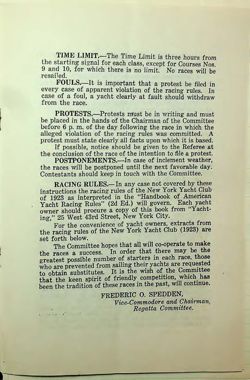 TIME LIMIT.—The Time Limit is three hours from
the starting signal for each class, except for Courses Nos.
9 and 10, for which there is no limit. No races will be
resailed.
FOULS.—It is important that a protest be filed in
every case of apparent violation of the racing rules. In
case of a foul, a yacht clearly at fault should withdraw
from the race.
PROTESTS.—Protests must be in writing and must
be placed in the hands of the Chairman of the Committee
before 6 p. m. of the day following the race in which the
alleged violation of the racing rules was committed. A
protest must state clearly all facts upon which it is based.
If possible, notice should be given to the Referee at
the conclusion of the race of the intention to file a protest.
POSTPONEMENTS.—In case of inclement weather,
the races will be postponed until the next favorable day.
Contestants should keep in touch with the Committee.
RACING RULES.—In any case not covered by these
instructions the racing rules of the New York Yacht Club
of 1923 as interpreted in the "Handbook of American
Yacht Racing Rules" (2d Ed.) will govern. Each yacht
owner should procure a copy of this book from "Yacht-
ing," 25 West 43rd Street, New York City.
For the convenience of yacht owners, extracts from
the racing rules of the New York Yacht Club (1923) are
set forth below.
The Committee hopes that all will co-operate to make
the races a success. In order that there may be the
greatest possible number of starters in each race, those
who are prevented from sailing their yachts are requested
to obtain substitutes. It is the wish of the Committee
that the keen spirit of friendly competition, which has
been the tradition of these races in the past, will continue.
FREDERIC O. SPEDDEN,
Vice-Commodore and Chairman,
Regatta Committee.